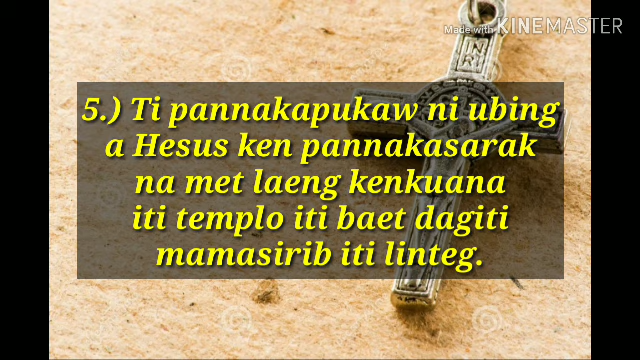 Made with KINEMASTER
INRI
5.) Ti pannakapukaw ni ubing
a Hesus ken pannakasarak
na met laeng kenkuana
iti templo iti baet dagiti
mamasirib iti linteg.